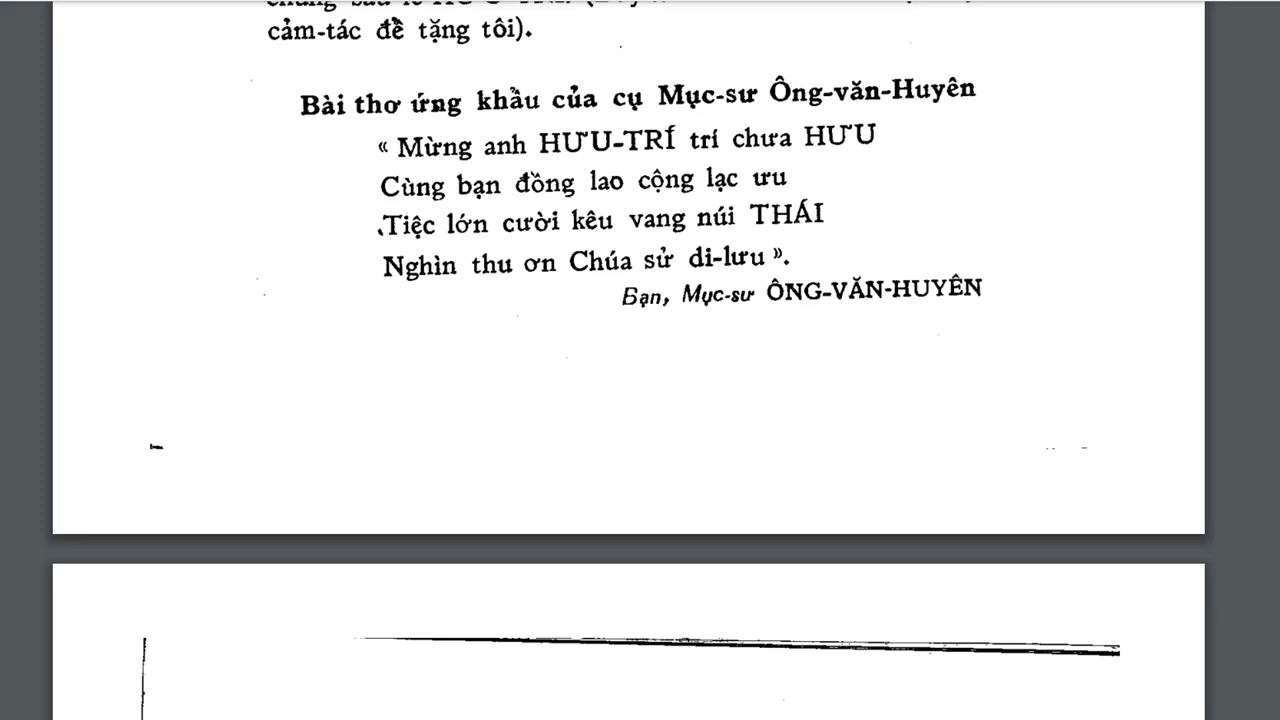 cảm-tác đề tặng tôi).
Bài thơ ứng khẩu của cụ Mục-sư Ông-văn-Huyên
« Mừng anh HƯU-TRÍ trí chưa HƯU
Cùng bạn đồng lao cộng lạc ưu
Tiệc lớn cười kêu vang núi THÁI
Nghìn thu ơn Chúa sử di-lưu ».
Bạn, Mục-sư ÔNG-VĂN-HUYÊN